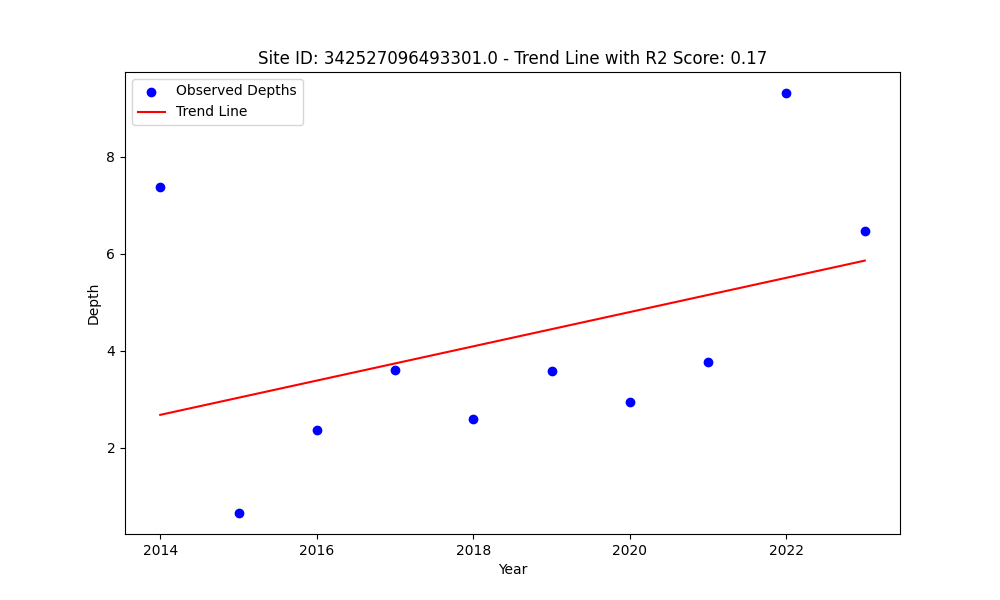 Site ID: 342527096493301.0 - Trend Line with R2 Score: 0.17
Observed Depths
Trend Line
8
6
4
2
Depth
2014
2016
2018
2020
2022
Year